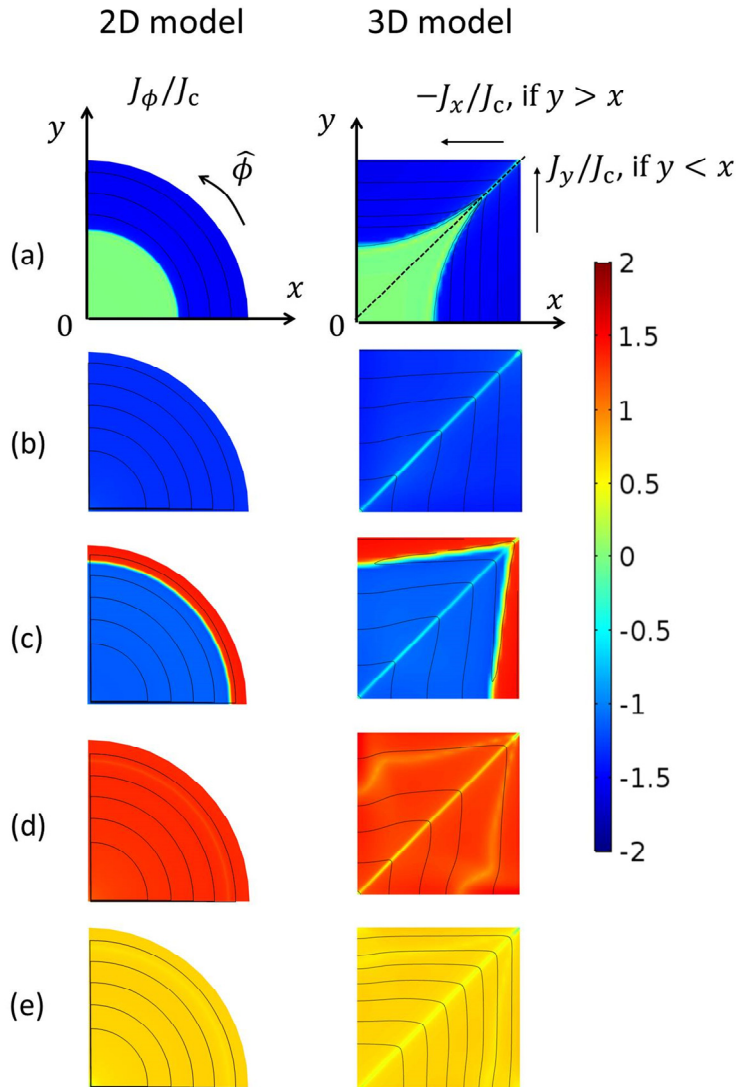 2D model 3D model
J_ϕ/J_c −J_x/J_c, if y > x
y y
ϕ̂ J_y/J_c, if y < x
(a)
x x
0 0
2
1.5
1
0.5
0
-0.5
-1
-1.5
-2
(b)
(c)
(d)
(e)